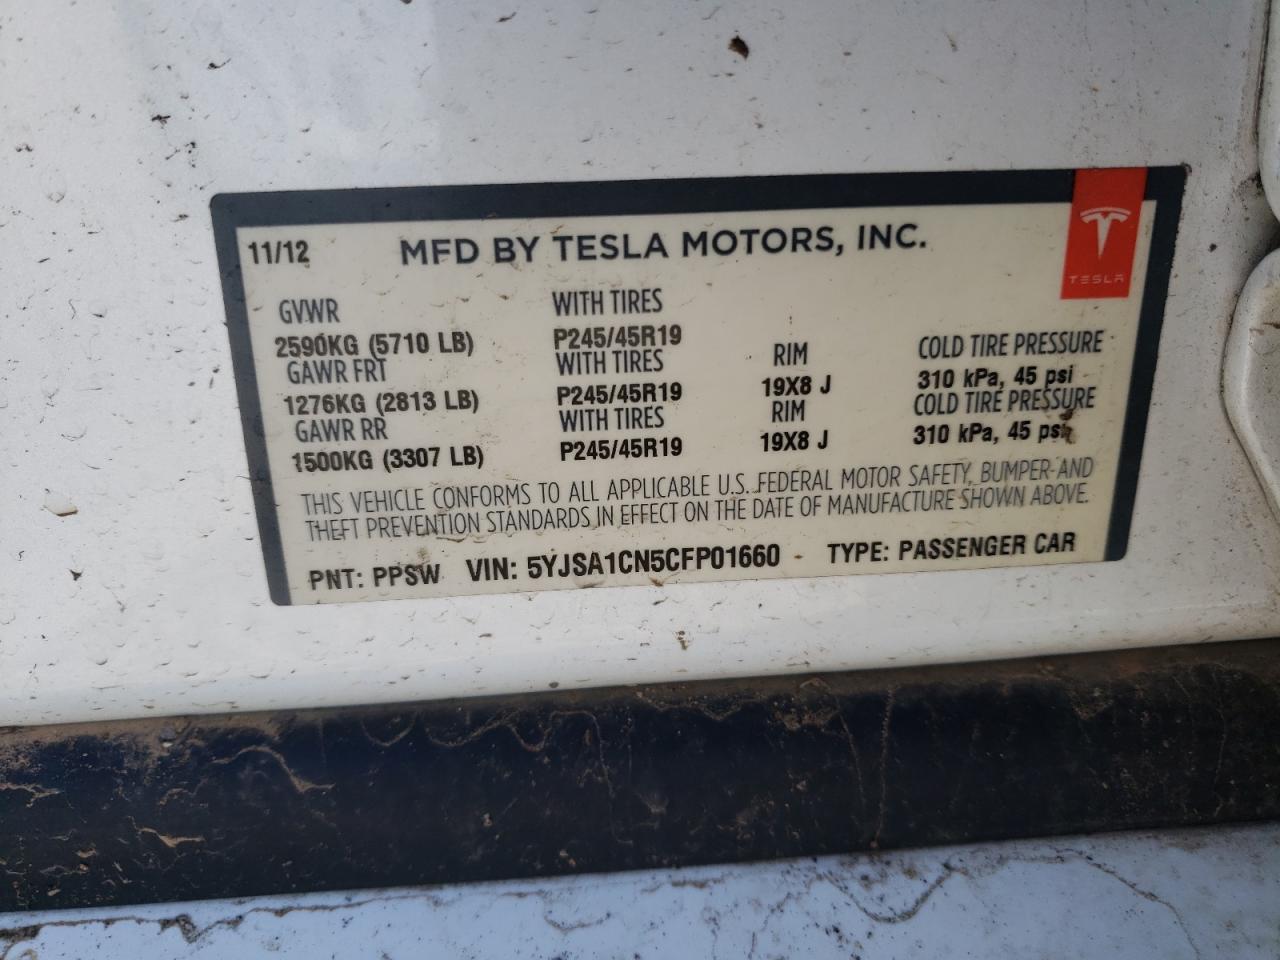 11/12 MFD BY TESLA MOTORS, INC.
TESLA
GVWR WITH TIRES
2590KG (5710 LB) P245/45R19
GAWR FRT WITH TIRES RIM COLD TIRE PRESSURE
1276KG (2813 LB) P245/45R19 19X8 J 310 kPa, 45 psi
GAWR RR WITH TIRES RIM COLD TIRE PRESSURE
1500KG (3307 LB) P245/45R19 19X8 J 310 kPa, 45 psi
THIS VEHICLE CONFORMS TO ALL APPLICABLE U.S. FEDERAL MOTOR SAFETY, BUMPER AND
THEFT PREVENTION STANDARDS IN EFFECT ON THE DATE OF MANUFACTURE SHOWN ABOVE.
PNT: PPSW VIN: 5YJSA1CN5CFP01660 TYPE: PASSENGER CAR